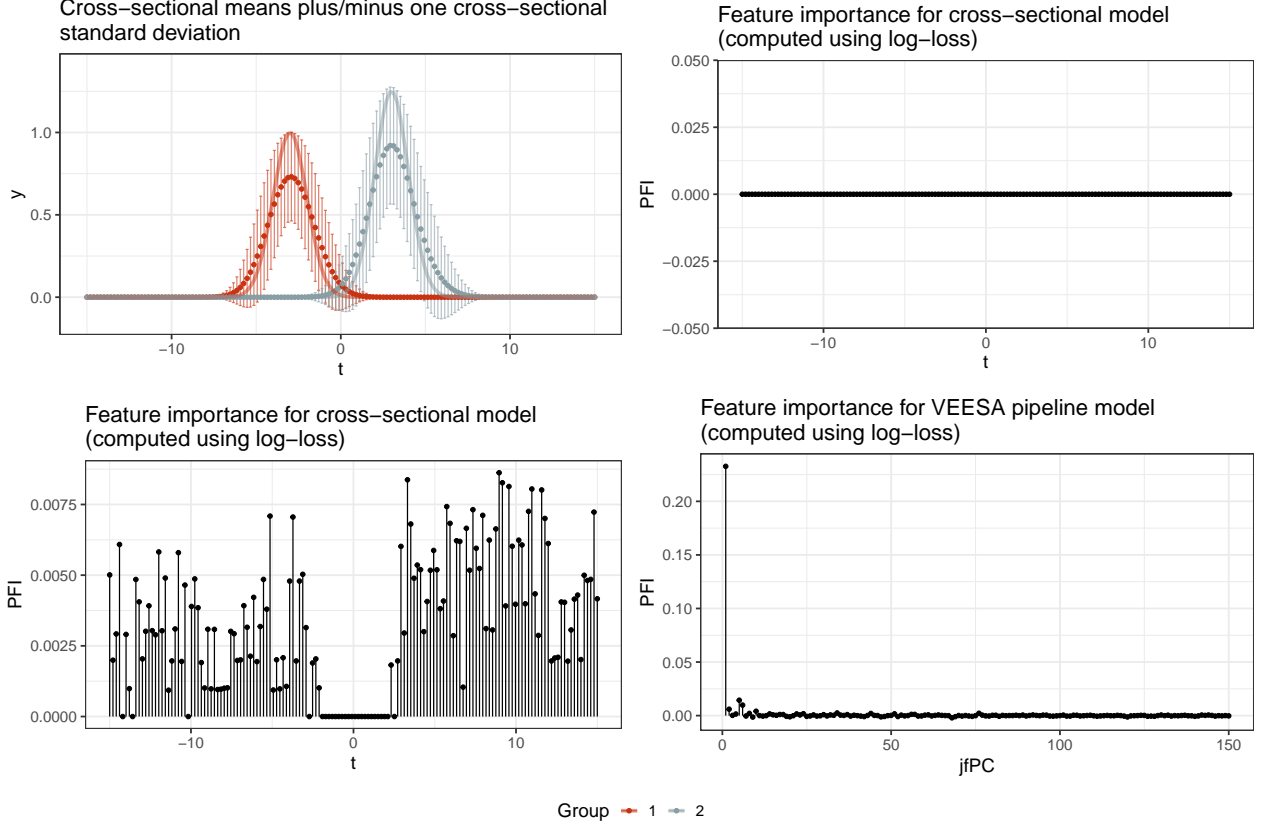 Cross−sectional means plus/minus one cross−sectional
standard deviation
1.0
0.5
0.0
y
−10
0
10
t
Feature importance for cross−sectional model
(computed using log−loss)
0.050
0.025
0.000
−0.025
−0.050
PFI
−10
0
10
t
Feature importance for cross−sectional model
(computed using log−loss)
0.0075
0.0050
0.0025
0.0000
PFI
−10
0
10
t
Feature importance for VEESA pipeline model
(computed using log−loss)
0.20
0.15
0.10
0.05
0.00
PFI
0
50
100
150
jfPC
Group 1 2